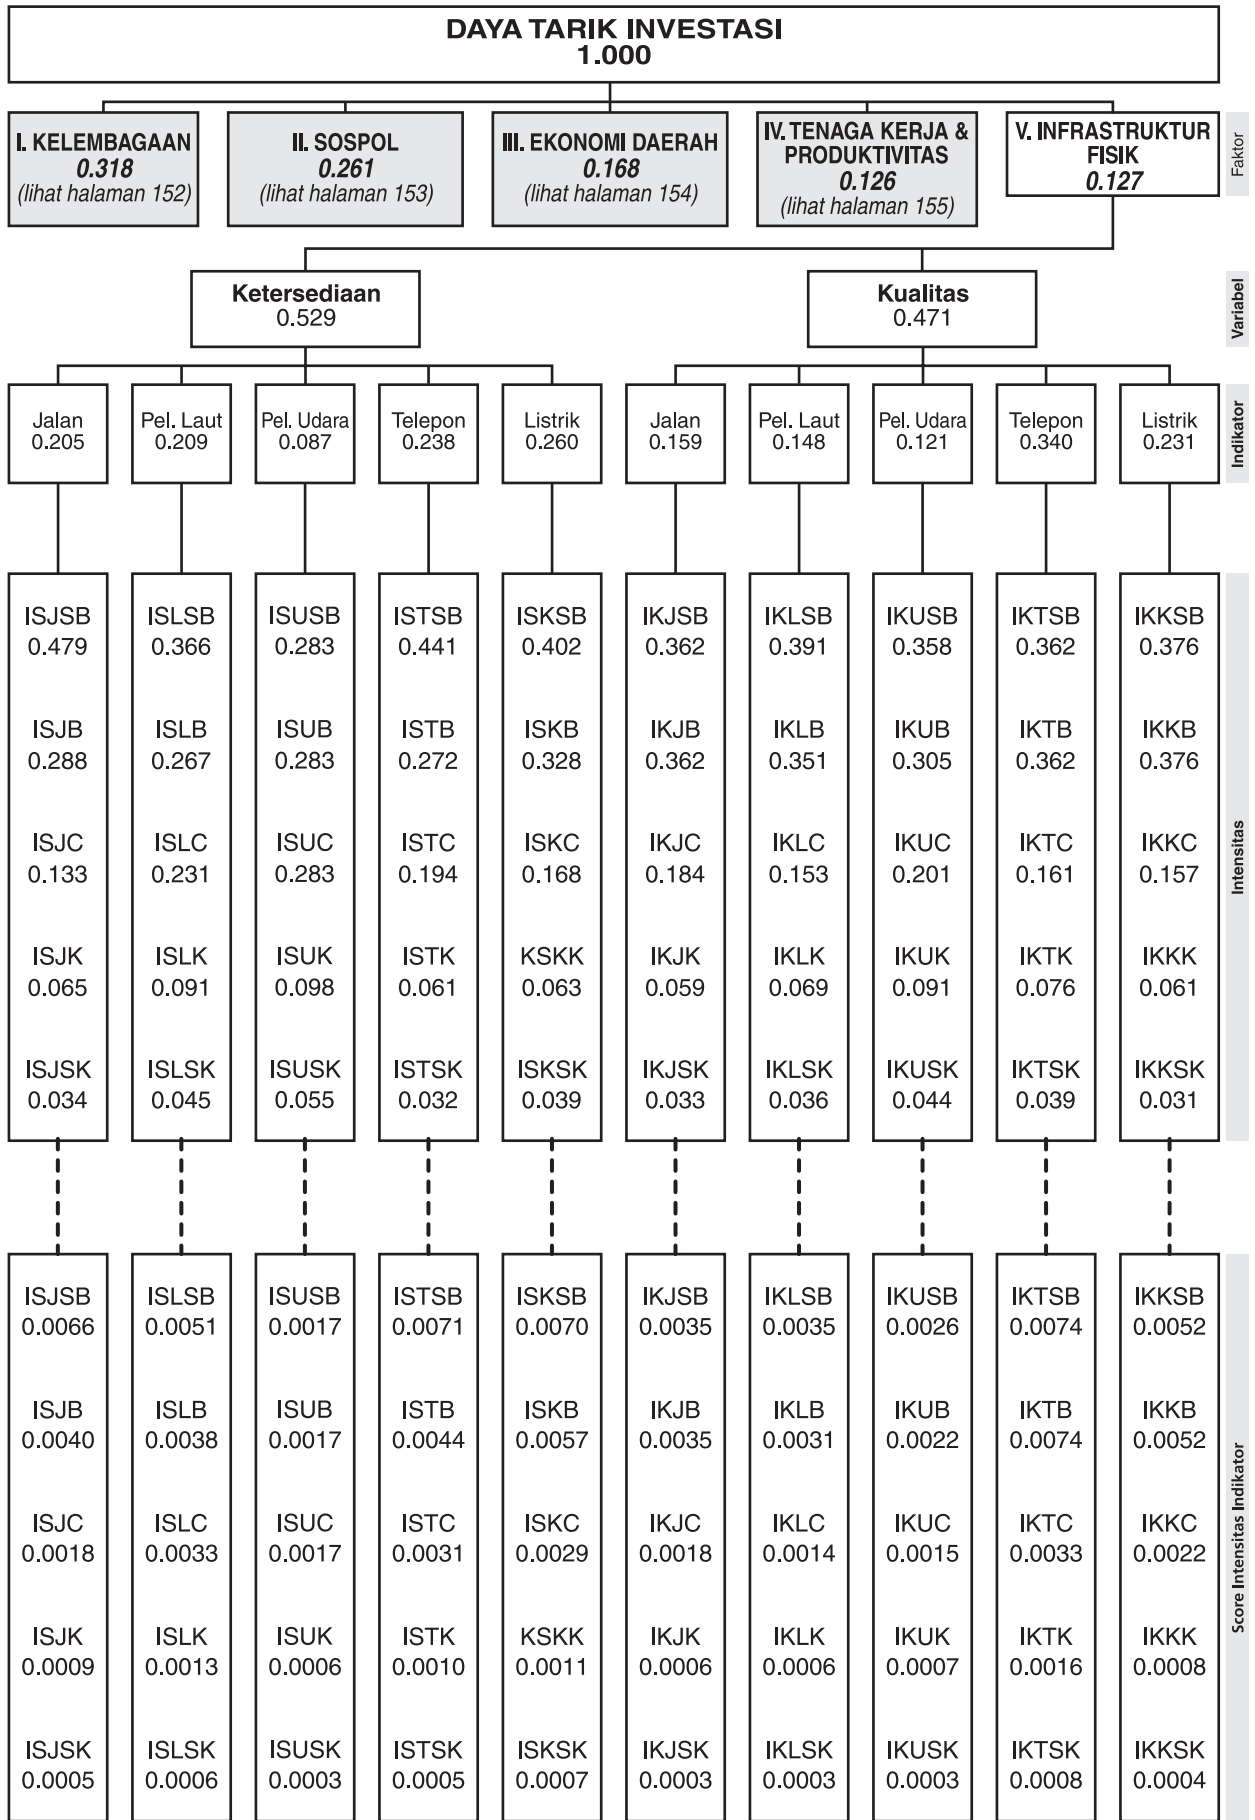 DAYA TARIK INVESTASI
1.000
I. KELEMBAGAAN
0.318
(lihat halaman 152)
II. SOSPOL
0.261
(lihat halaman 153)
III. EKONOMI DAERAH
0.168
(lihat halaman 154)
IV. TENAGA KERJA &
PRODUKTIVITAS
0.126
(lihat halaman 155)
V. INFRASTRUKTUR
FISIK
0.127
Faktor
Ketersediaan
0.529
Kualitas
0.471
Variabel
Jalan
0.205
Pel. Laut
0.209
Pel. Udara
0.087
Telepon
0.238
Listrik
0.260
Jalan
0.159
Pel. Laut
0.148
Pel. Udara
0.121
Telepon
0.340
Listrik
0.231
Indikator
ISJSB ISLSB ISUSB ISTSB ISKSB IKJSB IKLSB IKUSB IKTSB IKKSB
0.479 0.366 0.283 0.441 0.402 0.362 0.391 0.358 0.362 0.376
ISJB ISLB ISUB ISTB ISKB IKJB IKLB IKUB IKTB IKKB
0.288 0.267 0.283 0.272 0.328 0.362 0.351 0.305 0.362 0.376
ISJC ISLC ISUC ISTC ISKC IKJC IKLC IKUC IKTC IKKC
0.133 0.231 0.283 0.194 0.168 0.184 0.153 0.201 0.161 0.157
ISJK ISLK ISUK ISTK KSKK IKJK IKLK IKUK IKTK IKKK
0.065 0.091 0.098 0.061 0.063 0.059 0.069 0.091 0.076 0.061
ISJSK ISLSK ISUSK ISTSK ISKSK IKJSK IKLSK IKUSK IKTSK IKKSK
0.034 0.045 0.055 0.032 0.039 0.033 0.036 0.044 0.039 0.031
Intensitas
ISJSB ISLSB ISUSB ISTSB ISKSB IKJSB IKLSB IKUSB IKTSB IKKSB
0.0066 0.0051 0.0017 0.0071 0.0070 0.0035 0.0035 0.0026 0.0074 0.0052
ISJB ISLB ISUB ISTB ISKB IKJB IKLB IKUB IKTB IKKB
0.0040 0.0038 0.0017 0.0044 0.0057 0.0035 0.0031 0.0022 0.0074 0.0052
ISJC ISLC ISUC ISTC ISKC IKJC IKLC IKUC IKTC IKKC
0.0018 0.0033 0.0017 0.0031 0.0029 0.0018 0.0014 0.0015 0.0033 0.0022
ISJK ISLK ISUK ISTK KSKK IKJK IKLK IKUK IKTK IKKK
0.0009 0.0013 0.0006 0.0010 0.0011 0.0006 0.0006 0.0007 0.0016 0.0008
ISJSK ISLSK ISUSK ISTSK ISKSK IKJSK IKLSK IKUSK IKTSK IKKSK
0.0005 0.0006 0.0003 0.0005 0.0007 0.0003 0.0003 0.0003 0.0008 0.0004
Score Intensitas Indikator